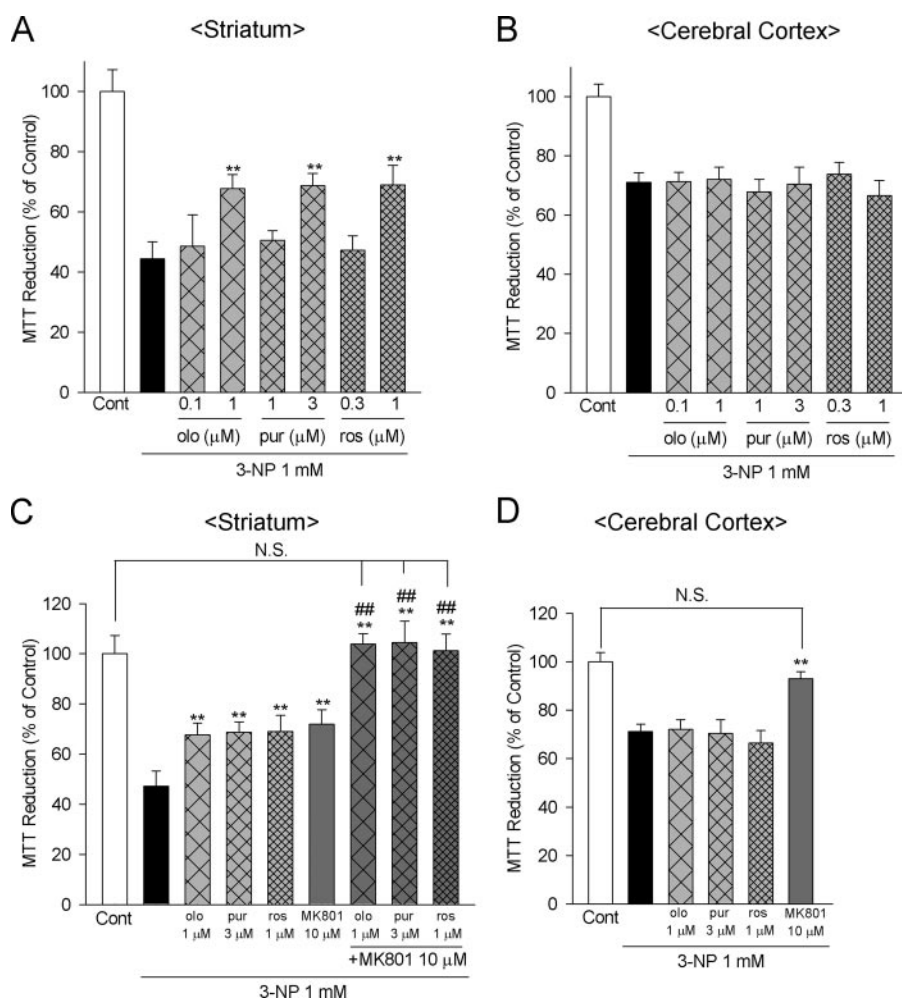 A
<Striatum>
MTT Reduction (% of Control)
100
80
60
40
20
0
** ** **
Cont 0.1 1 1 3 0.3 1
olo (μM) pur (μM) ros (μM)
3-NP 1 mM
B
<Cerebral Cortex>
MTT Reduction (% of Control)
100
80
60
40
20
0
Cont 0.1 1 1 3 0.3 1
olo (μM) pur (μM) ros (μM)
3-NP 1 mM
C
<Striatum>
N.S.
MTT Reduction (% of Control)
120
100
80
60
40
20
0
## ## ##
** ** **
** ** ** **
Cont olo pur ros MK801 olo pur ros
1 μM 3 μM 1 μM 10 μM 1 μM 3 μM 1 μM
+MK801 10 μM
3-NP 1 mM
D
<Cerebral Cortex>
N.S.
MTT Reduction (% of Control)
120
100
80
60
40
20
0
**
Cont olo pur ros MK801
1 μM 3 μM 1 μM 10 μM
3-NP 1 mM